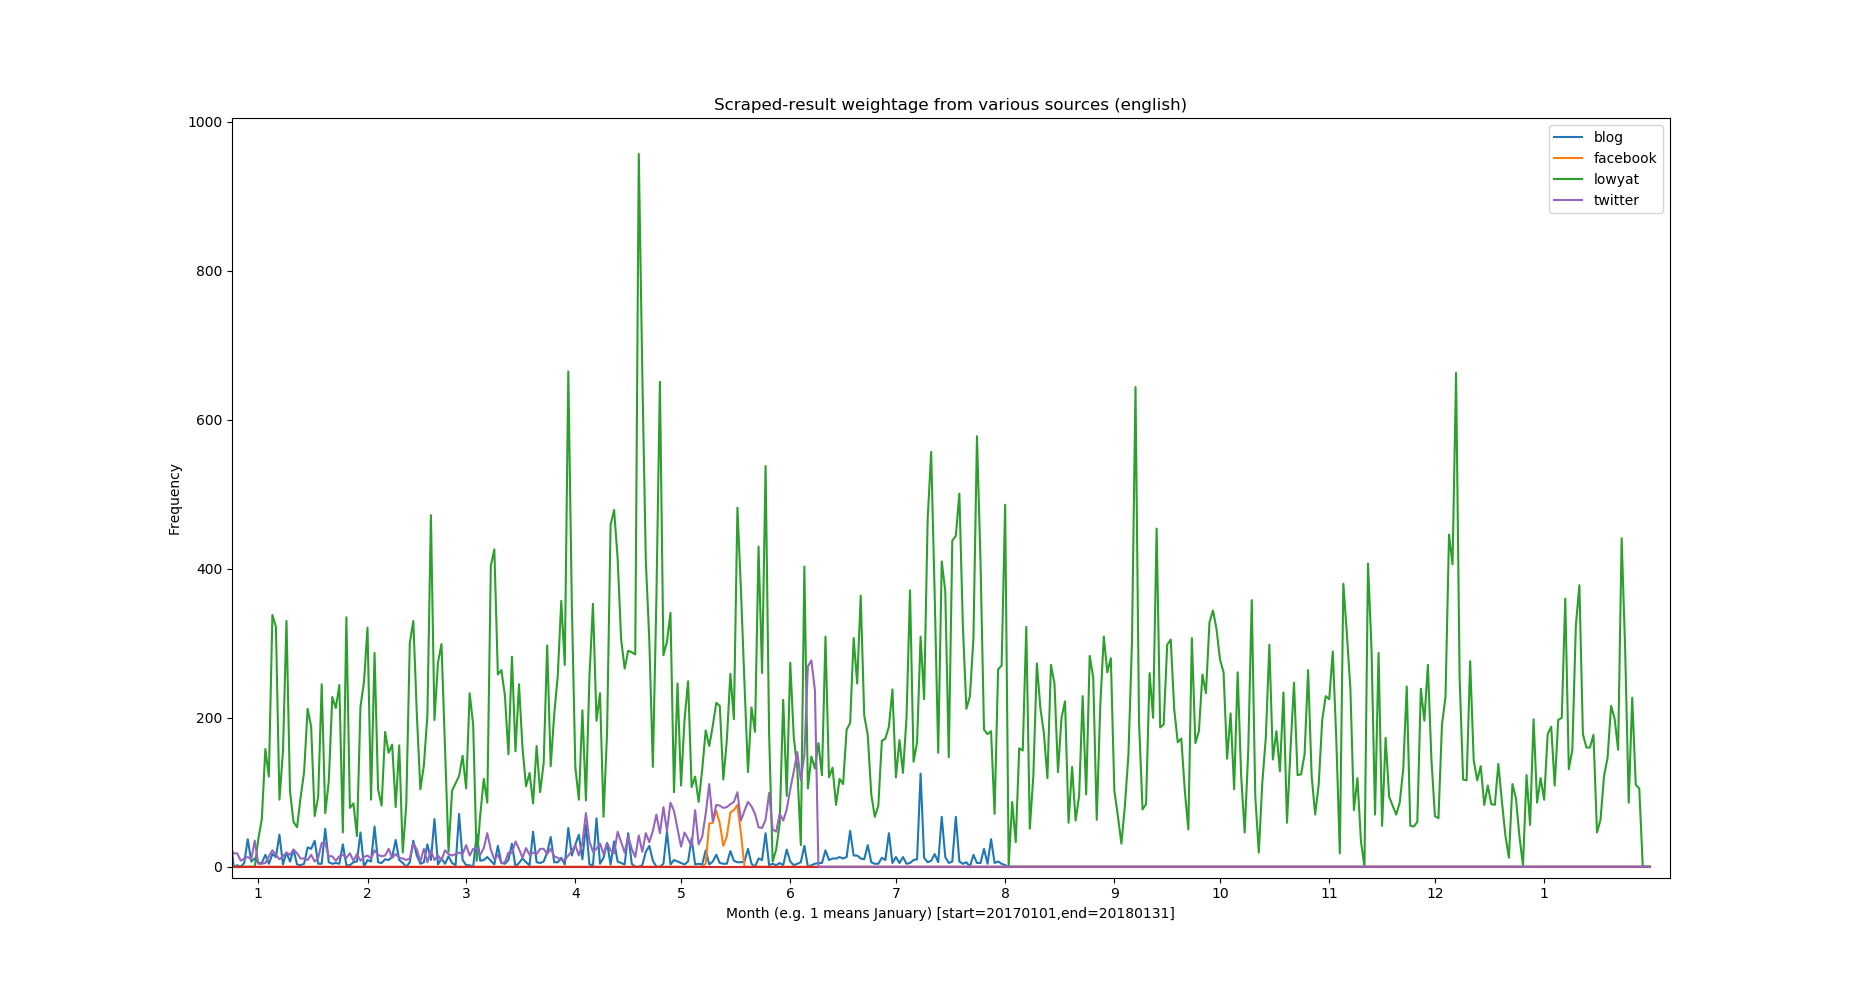 Scraped-result weightage from various sources (english)
1000
800
600
400
200
0
Frequency
blog
facebook
lowyat
twitter
1 2 3 4 5 6 7 8 9 10 11 12 1
Month (e.g. 1 means January) [start=20170101,end=20180131]